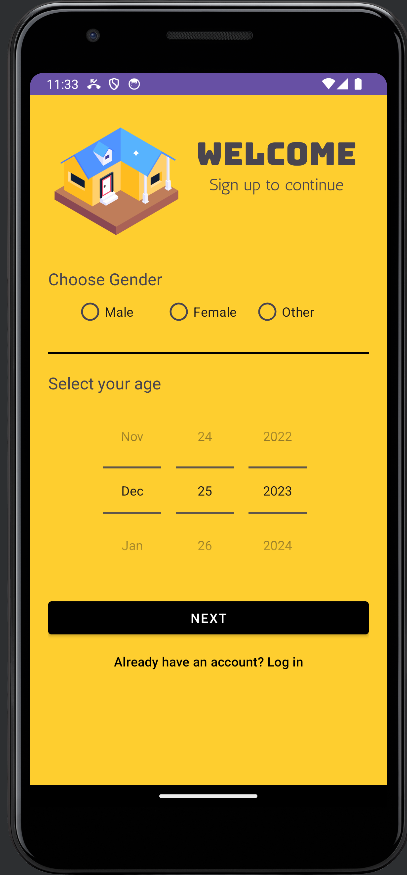 11:33
WELCOME
Sign up to continue
Choose Gender
Male Female Other
Select your age
Nov 24 2022
Dec 25 2023
Jan 26 2024
NEXT
Already have an account? Log in